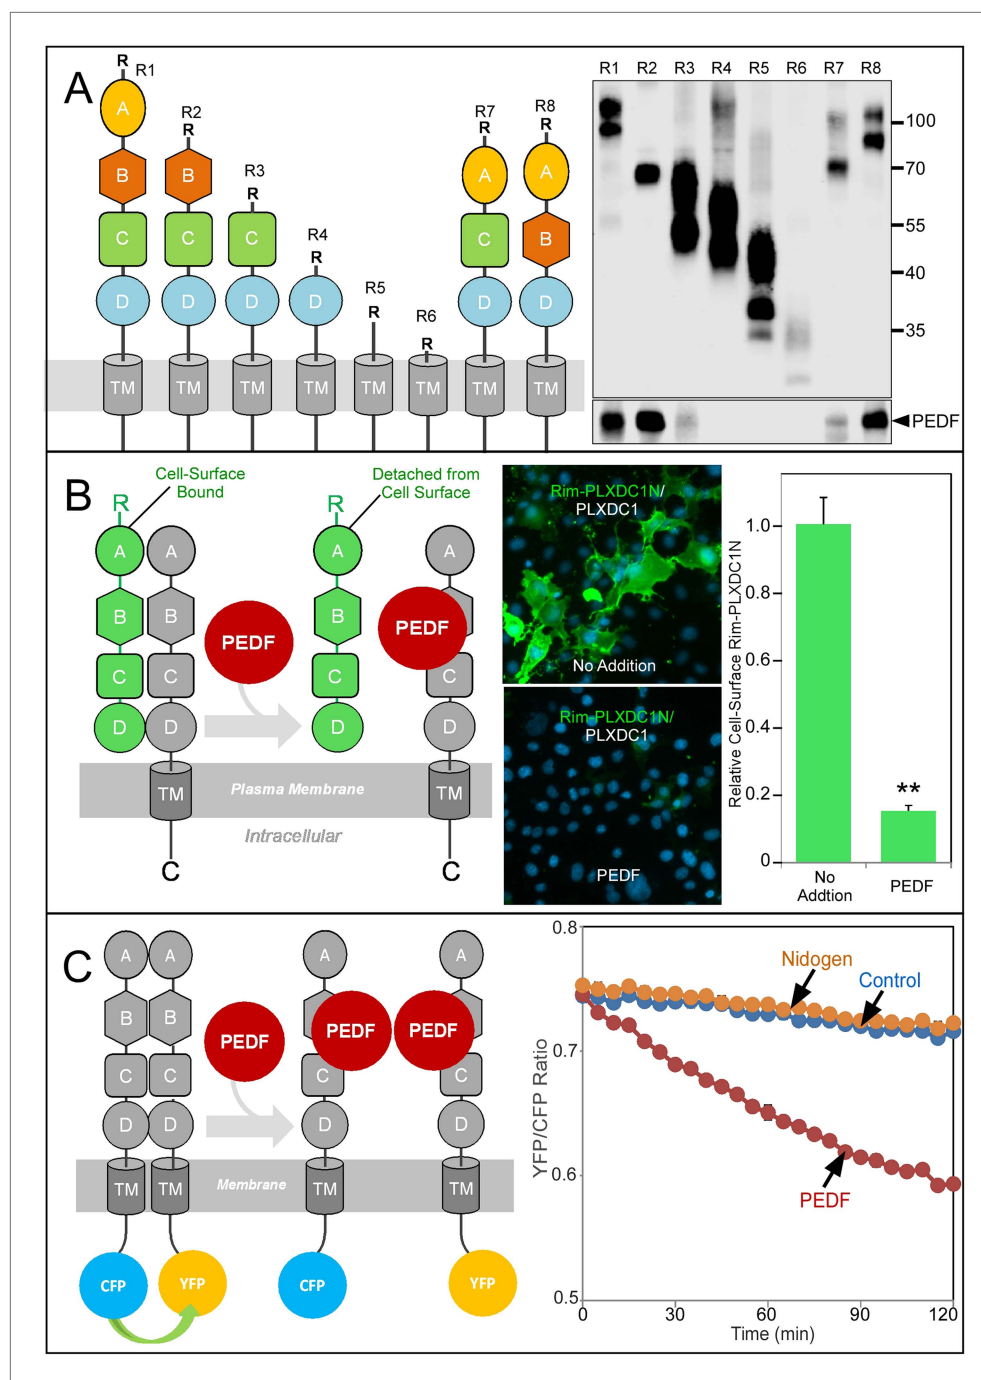 A
R R1
A
B
C
D
TM
R2
R
B
C
D
TM
R3
R
C
D
TM
R4
R
D
TM
R5
R
TM
R6
R
TM
R7
R
A
C
D
TM
R8
R
A
B
D
TM
R1 R2 R3 R4 R5 R6 R7 R8
100
70
55
40
35
PEDF
B
Cell-Surface
Bound
Detached from
Cell Surface
R R
A A A A
B B B
C C C C
D D D D
PEDF PEDF
TM TM
Plasma Membrane
Intracellular
C C
Rim-PLXDC1N/
PLXDC1
No Addition
Rim-PLXDC1N/
PLXDC1
PEDF
Relative Cell-Surface Rim-PLXDC1N
1.0
0.8
0.6
0.4
0.2
0
**
No
Addtion
PEDF
C
A A A A
B B
C C C C
D D D D
PEDF PEDF PEDF
TM TM TM TM
Membrane
CFP YFP CFP YFP
YFP/CFP Ratio
0.8
0.7
0.6
0.5
Nidogen
Control
PEDF
0 30 60 90 120
Time (min)